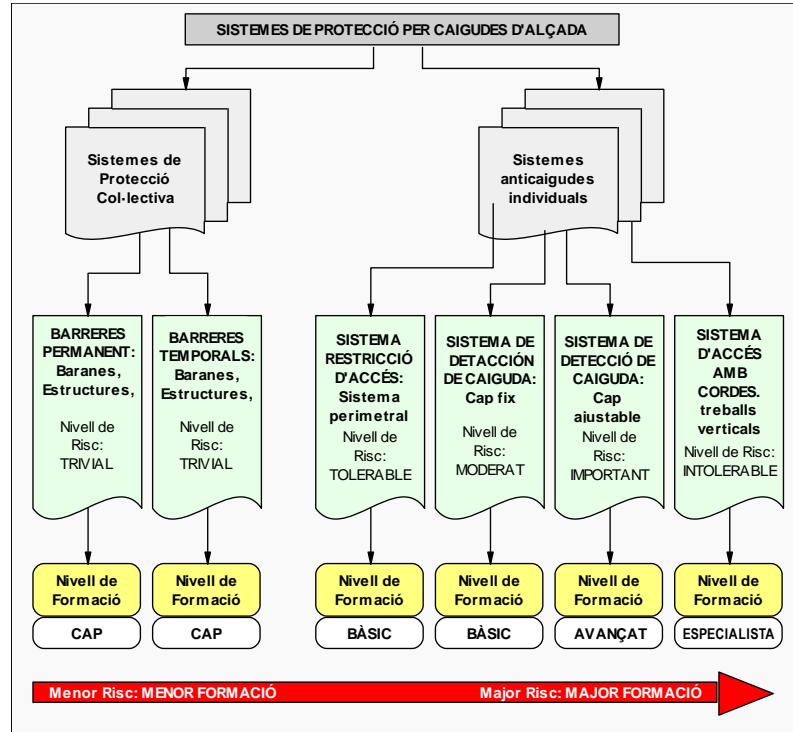 SISTEMES DE PROTECCIÓ PER CAIGUDES D'ALÇADA
Sistemes de
Protecció
Col·lectiva
Sistemes
anticaigudes
individuals
BARRERES
PERMANENT:
Baranes,
Estructures,
Nivell de
Risc:
TRIVIAL
BARRERES
TEMPORALS:
Baranes,
Estructures,
Nivell de
Risc:
TRIVIAL
SISTEMA
RESTRICCIÓ
D'ACCÉS:
Sistema
perimetral
Nivell de
Risc:
TOLERABLE
SISTEMA DE
DETACCIÓN
DE CAIGUDA:
Cap fix
Nivell de
Risc:
MODERAT
SISTEMA DE
DETECCIÓ DE
CAIGUDA:
Cap
ajustable
Nivell de
Risc:
IMPORTANT
SISTEMA
D'ACCÉS
AMB
CORDES.
treballs
verticals
Nivell de Risc:
INTOLERABLE
Nivell de
Formació
CAP
Nivell de
Formació
CAP
Nivell de
Formació
BÀSIC
Nivell de
Formació
BÀSIC
Nivell de
Formació
AVANÇAT
Nivell de
Formació
ESPECIALISTA
Menor Risc: MENOR FORMACIÓ
Major Risc: MAJOR FORMACIÓ